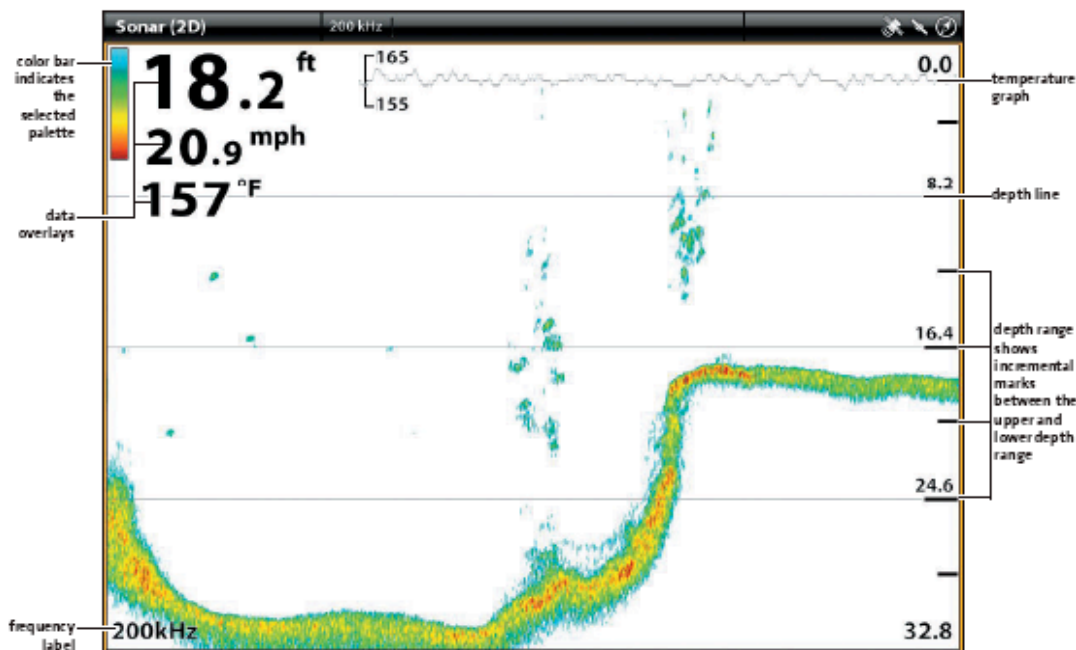 Sonar (2D)
200 kHz
color bar
indicates
the
selected
palette
18.2 ft
20.9 mph
157 °F
165
155
0.0
temperature
graph
8.2
depth line
data
overlays
16.4
depth range
shows
incremental
marks
between the
upper and
lower depth
range
24.6
frequency
label
200kHz
32.8